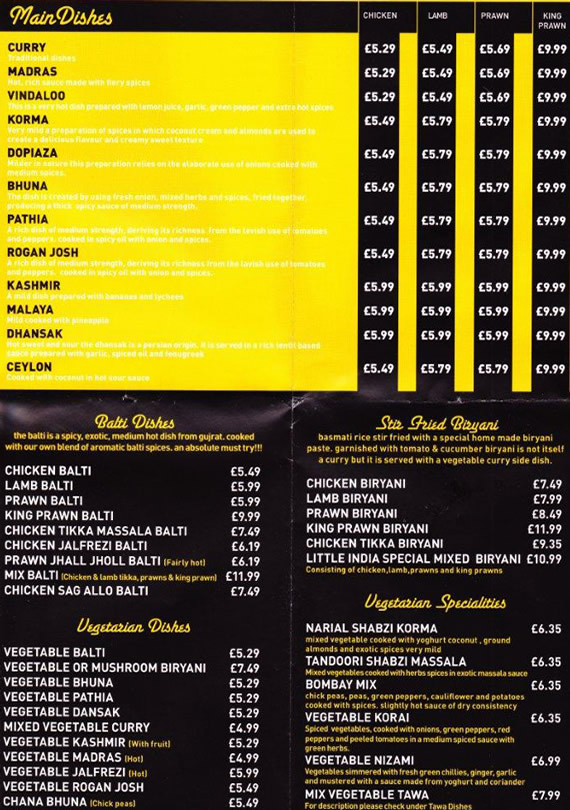 Main Dishes CHICKEN LAMB PRAWN KING PRAWN
CURRY £5.29 £5.49 £5.69 £9.99
Traditional dishes
MADRAS £5.29 £5.49 £5.69 £9.99
Hot, rich sauce made with fiery spices
VINDALOO £5.29 £5.49 £5.69 £9.99
This is a very hot dish prepared with lemon juice, garlic, green pepper and extra hot spices
KORMA £5.49 £5.79 £5.79 £9.99
Very mild a preparation of spices in which coconut cream and almonds are used to
create a delicious flavour and creamy sweet texture
DOPIAZA £5.49 £5.79 £5.79 £9.99
Milder in nature this preparation relies on the elaborate use of onions cooked with
medium spices.
BHUNA £5.49 £5.79 £5.79 £9.99
The dish is created by using fresh onion, mixed herbs and spices, fried together,
producing a thick spicy sauce of medium strength.
PATHIA £5.49 £5.79 £5.79 £9.99
A rich dish of medium strength, deriving its richness from the lavish use of tomatoes
and peppers. cooked in spicy oil with onion and spices.
ROGAN JOSH £5.49 £5.79 £5.79 £9.99
A rich dish of medium strength, deriving its richness from the lavish use of tomatoes
and peppers. cooked in spicy oil with onion and spices.
KASHMIR £5.99 £5.99 £5.99 £9.99
A mild dish prepared with bananas and lychees
MALAYA £5.99 £5.99 £5.99 £9.99
Mild cooked with pineapple
DHANSAK £5.99 £5.99 £5.99 £9.99
Hot sweet and sour the dhansak is a persian origin, it is served in a rich lentil based
sauce prepared with garlic, spiced oil and fenugreek
CEYLON £5.49 £5.79 £5.79 £9.99
Cooked with coconut in hot sour sauce
Balti Dishes
the balti is a spicy, exotic, medium hot dish from gujrat. cooked
with our own blend of aromatic balti spices. an absolute must try!!!
CHICKEN BALTI £5.49
LAMB BALTI £5.99
PRAWN BALTI £5.99
KING PRAWN BALTI £9.99
CHICKEN TIKKA MASSALA BALTI £7.49
CHICKEN JALFREZI BALTI £6.19
PRAWN JHALL JHOLL BALTI (Fairly hot) £6.19
MIX BALTI (Chicken & lamb tikka, prawns & king prawn) £11.99
CHICKEN SAG ALLO BALTI £7.49
Vegetarian Dishes
VEGETABLE BALTI £5.29
VEGETABLE OR MUSHROOM BIRYANI £7.49
VEGETABLE BHUNA £5.29
VEGETABLE PATHIA £5.29
VEGETABLE DANSAK £5.29
MIXED VEGETABLE CURRY £4.99
VEGETABLE KASHMIR (With fruit) £5.29
VEGETABLE MADRAS (Hot) £4.99
VEGETABLE JALFREZI (Hot) £5.99
VEGETABLE ROGAN JOSH £5.49
CHANA BHUNA (Chick peas) £5.49
Stir Fried Biryani
basmati rice stir fried with a special home made biryani
paste. garnished with tomato & cucumber biryani is not itself
a curry but it is served with a vegetable curry side dish.
CHICKEN BIRYANI £7.49
LAMB BIRYANI £7.99
PRAWN BIRYANI £8.49
KING PRAWN BIRYANI £11.99
CHICKEN TIKKA BIRYANI £9.35
LITTLE INDIA SPECIAL MIXED BIRYANI £10.99
Consisting of chicken,lamb,prawns and king prawns
Vegetarian Specialities
NARIAL SHABZI KORMA £6.35
mixed vegetable cooked with yoghurt coconut , ground
almonds and exotic spices very mild
TANDOORI SHABZI MASSALA £6.35
Mixed vegetables cooked with herbs spices in exotic massala sauce
BOMBAY MIX £6.35
chick peas, peas, green peppers, cauliflower and potatoes
cooked with spices. slightly hot sauce of dry consistency
VEGETABLE KORAI £6.35
Spiced vegetables, cooked with onions, green peppers, red
peppers and peeled tomatoes in a medium spiced sauce with
green herbs.
VEGETABLE NIZAMI £6.99
Vegetables simmered with fresh green chillies, ginger, garlic
and mustered with a sauce made from yoghurt and coriander
MIX VEGETABLE TAWA £7.99
For description please check under Tawa Dishes